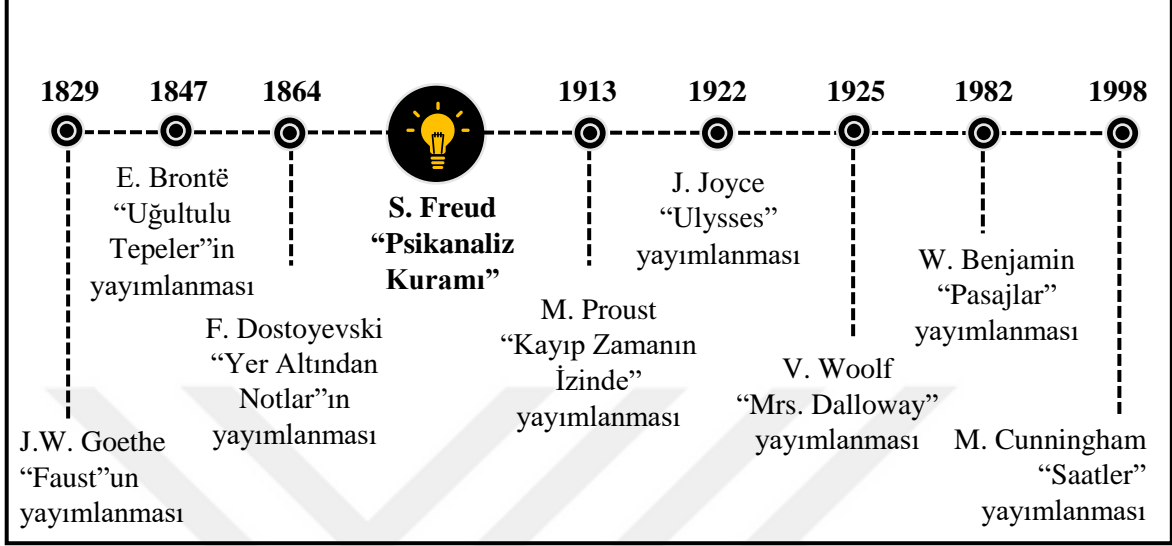 1829
1847
1864
1913
1922
1925
1982
1998
J.W. Goethe
“Faust”un
yayımlanması
E. Brontë
“Uğultulu
Tepeler”in
yayımlanması
F. Dostoyevski
“Yer Altından
Notlar”ın
yayımlanması
S. Freud
“Psikanaliz
Kuramı”
M. Proust
“Kayıp Zamanın
İzinde”
yayımlanması
J. Joyce
“Ulysses”
yayımlanması
V. Woolf
“Mrs. Dalloway”
yayımlanması
W. Benjamin
“Pasajlar”
yayımlanması
M. Cunningham
“Saatler”
yayımlanması